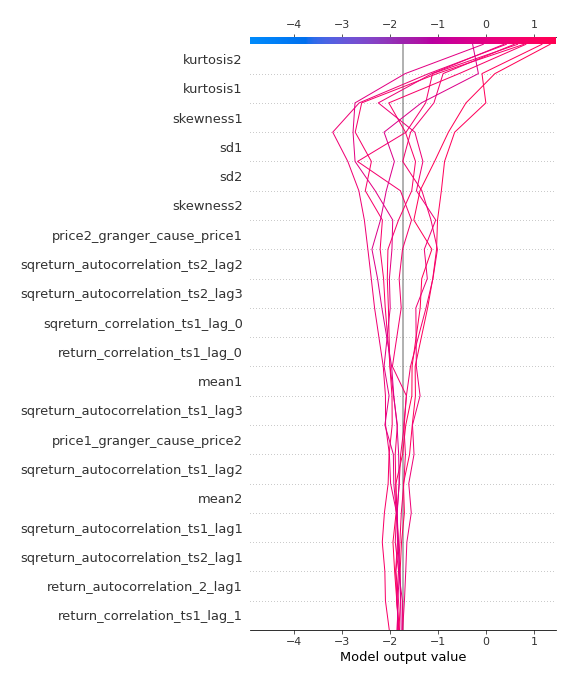 −4 −3 −2 −1 0 1
kurtosis2
kurtosis1
skewness1
sd1
sd2
skewness2
price2_granger_cause_price1
sqreturn_autocorrelation_ts2_lag2
sqreturn_autocorrelation_ts2_lag3
sqreturn_correlation_ts1_lag_0
return_correlation_ts1_lag_0
mean1
sqreturn_autocorrelation_ts1_lag3
price1_granger_cause_price2
sqreturn_autocorrelation_ts1_lag2
mean2
sqreturn_autocorrelation_ts1_lag1
sqreturn_autocorrelation_ts2_lag1
return_autocorrelation_2_lag1
return_correlation_ts1_lag_1
−4 −3 −2 −1 0 1
Model output value